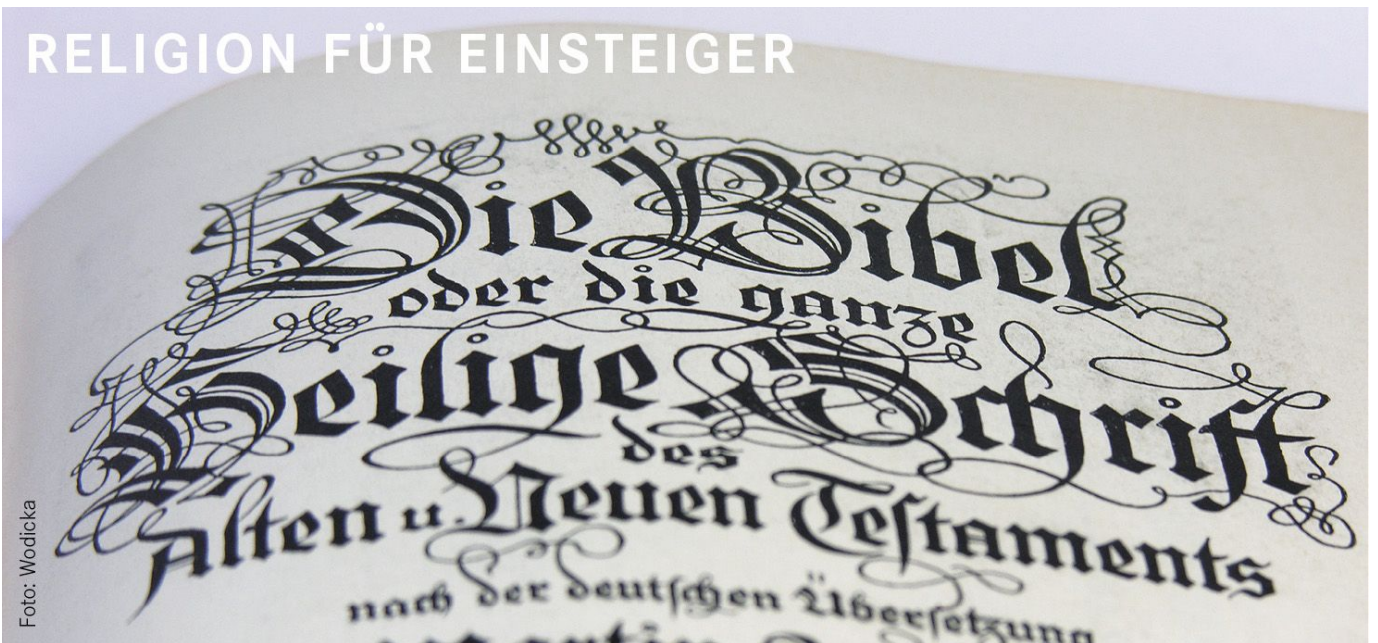 RELIGION FÜR EINSTEIGER
Die Bibel
oder die ganze
Heilige Schrift
des
Alten u. Neuen Testaments
nach der deutschen Übersetzung
Foto: Wodicka